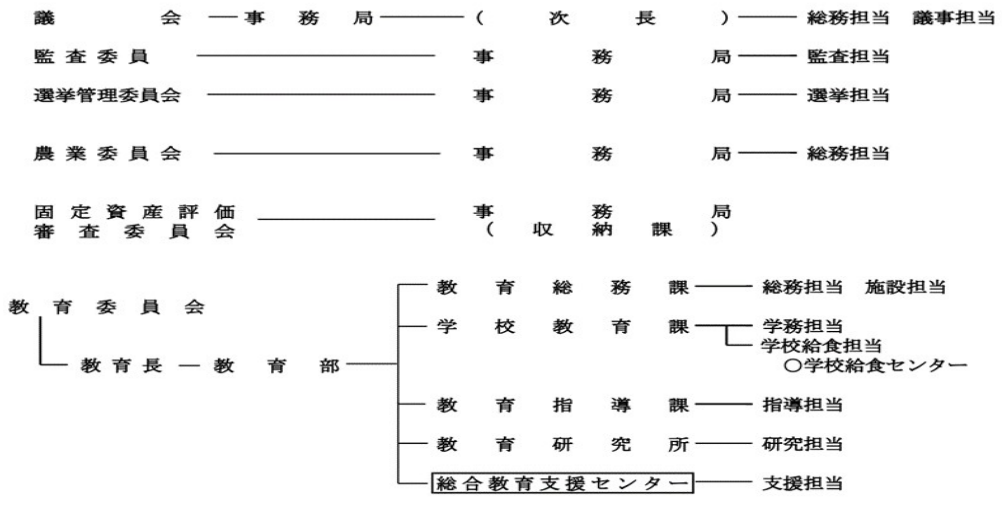 議会 事務局 (次長) 総務担当 議事担当
監査委員 事務局 監査担当
選挙管理委員会 事務局 選挙担当
農業委員会 事務局 総務担当
固定資産評価 事務局
審査委員会 (収納課)
教育総務課 総務担当 施設担当
教育委員会
学校教育課 学務担当
学校給食担当
教育長 教育部 〇学校給食センター
教育指導課 指導担当
教育研究所 研究担当
総合教育支援センター 支援担当